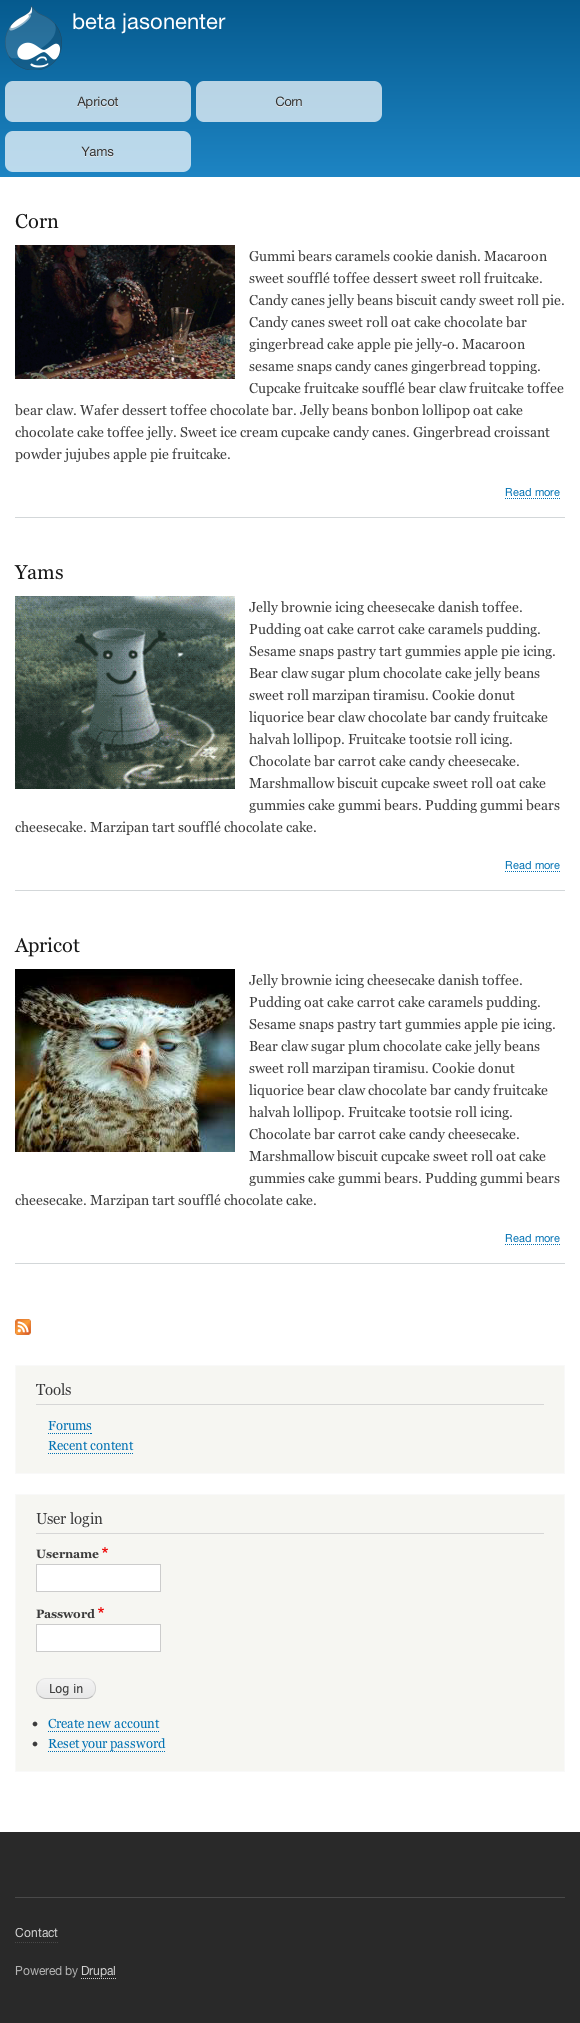 beta jasonenter
Apricot
Corn
Yams
Corn
Gummi bears caramels cookie danish. Macaroon
sweet soufflé toffee dessert sweet roll fruitcake.
Candy canes jelly beans biscuit candy sweet roll pie.
Candy canes sweet roll oat cake chocolate bar
gingerbread cake apple pie jelly-o. Macaroon
sesame snaps candy canes gingerbread topping.
Cupcake fruitcake soufflé bear claw fruitcake toffee
bear claw. Wafer dessert toffee chocolate bar. Jelly beans bonbon lollipop oat cake
chocolate cake toffee jelly. Sweet ice cream cupcake candy canes. Gingerbread croissant
powder jujubes apple pie fruitcake.
Read more
Yams
Jelly brownie icing cheesecake danish toffee.
Pudding oat cake carrot cake caramels pudding.
Sesame snaps pastry tart gummies apple pie icing.
Bear claw sugar plum chocolate cake jelly beans
sweet roll marzipan tiramisu. Cookie donut
liquorice bear claw chocolate bar candy fruitcake
halvah lollipop. Fruitcake tootsie roll icing.
Chocolate bar carrot cake candy cheesecake.
Marshmallow biscuit cupcake sweet roll oat cake
gummies cake gummi bears. Pudding gummi bears
cheesecake. Marzipan tart soufflé chocolate cake.
Read more
Apricot
Jelly brownie icing cheesecake danish toffee.
Pudding oat cake carrot cake caramels pudding.
Sesame snaps pastry tart gummies apple pie icing.
Bear claw sugar plum chocolate cake jelly beans
sweet roll marzipan tiramisu. Cookie donut
liquorice bear claw chocolate bar candy fruitcake
halvah lollipop. Fruitcake tootsie roll icing.
Chocolate bar carrot cake candy cheesecake.
Marshmallow biscuit cupcake sweet roll oat cake
gummies cake gummi bears. Pudding gummi bears
cheesecake. Marzipan tart soufflé chocolate cake.
Read more
Tools
Forums
Recent content
User login
Username *
Password *
Log in
Create new account
Reset your password
Contact
Powered by Drupal